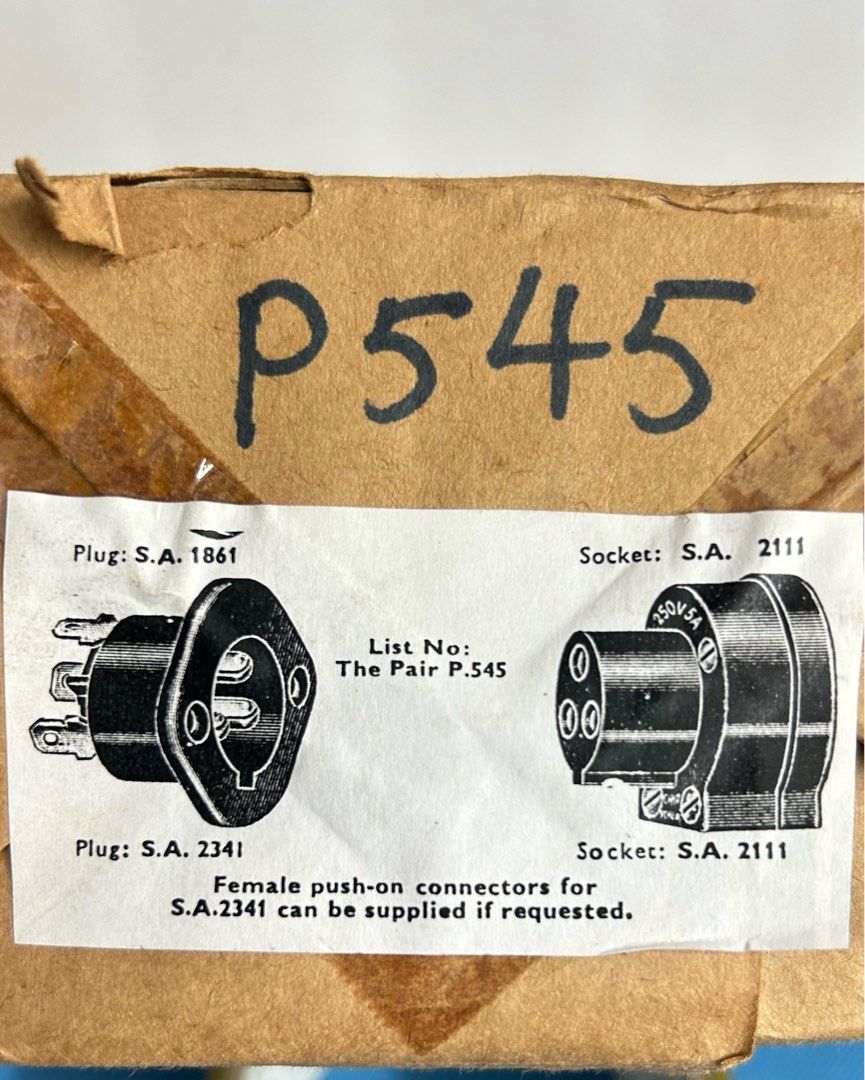 P545
Plug: S.A. 1861
Socket: S.A. 2111
250V5A
List No:
The Pair P.545
Plug: S.A. 2341
Socket: S.A. 2111
Female push-on connectors for
S.A.2341 can be supplied if requested.